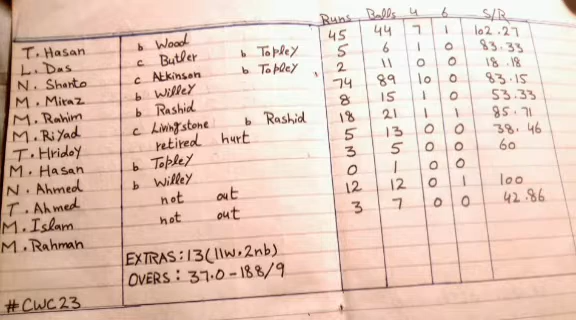 Runs Balls 4 6 S/R
T. Hasan b Wood 45 44 7 1 102.27
L. Das c Butler b Topley 5 6 1 0 83.33
N. Shanto c Atkinson b Topley 2 11 0 0 18.18
M. Miraz b Willey 74 89 10 0 83.15
M. Rahim b Rashid 8 15 1 0 53.33
M. Riyad c Livingstone b Rashid 18 21 1 1 85.71
T. Hridoy retired hurt 5 13 0 0 38.46
M. Hasan b Topley 3 5 0 0 60
N. Ahmed b Willey 0 1 0 0
T. Ahmed not out 12 12 0 1 100
M. Islam not out 3 7 0 0 42.86
M. Rahman
EXTRAS: 13 (11w, 2nb)
OVERS: 37.0 - 188/9
#CWC23